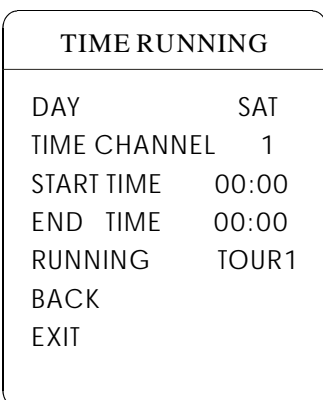 TIME RUNNING
DAY SAT
TIME CHANNEL 1
START TIME 00:00
END TIME 00:00
RUNNING TOUR1
BACK
EXIT